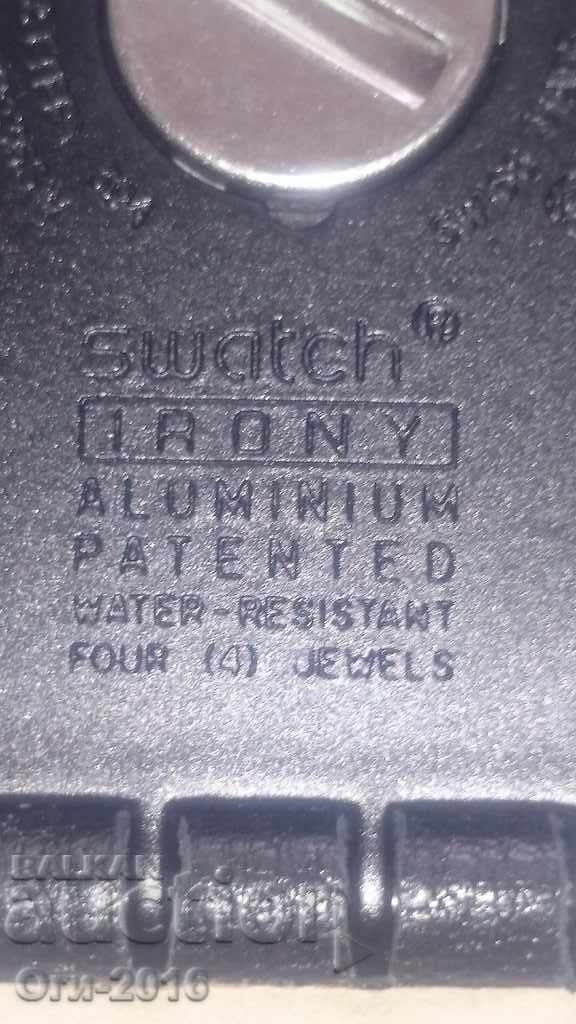 swatch®
IRONY
ALUMINIUM
PATENTED
WATER-RESISTANT
FOUR (4) JEWELS
BALKAN
auction
Оги-2016